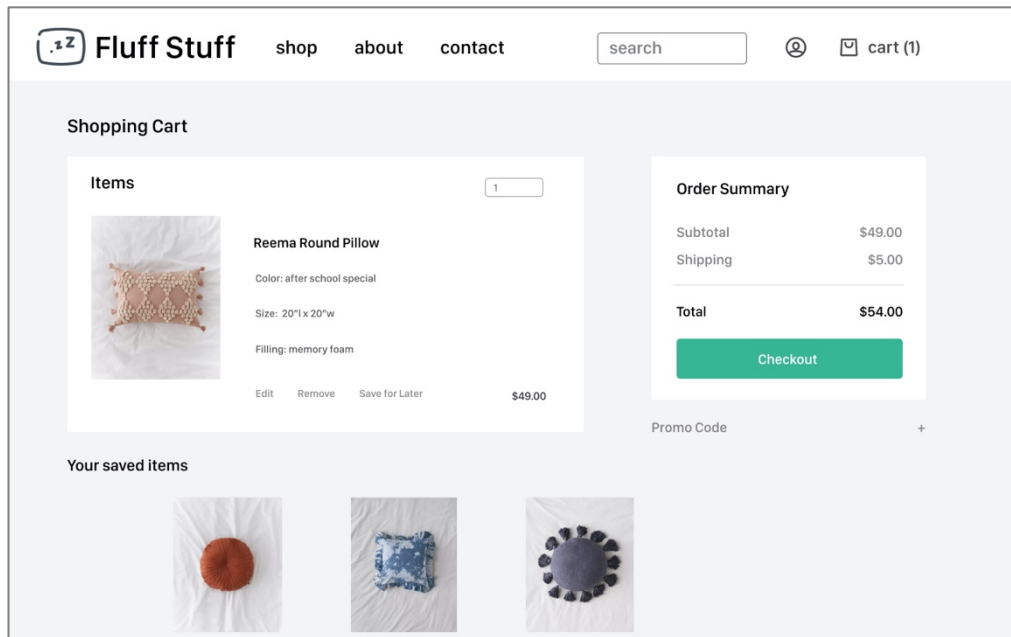 .zZ Fluff Stuff shop about contact search cart (1)
Shopping Cart
Items 1
Reema Round Pillow
Color: after school special
Size: 20"l x 20"w
Filling: memory foam
Edit Remove Save for Later $49.00
Order Summary
Subtotal $49.00
Shipping $5.00
Total $54.00
Checkout
Promo Code +
Your saved items